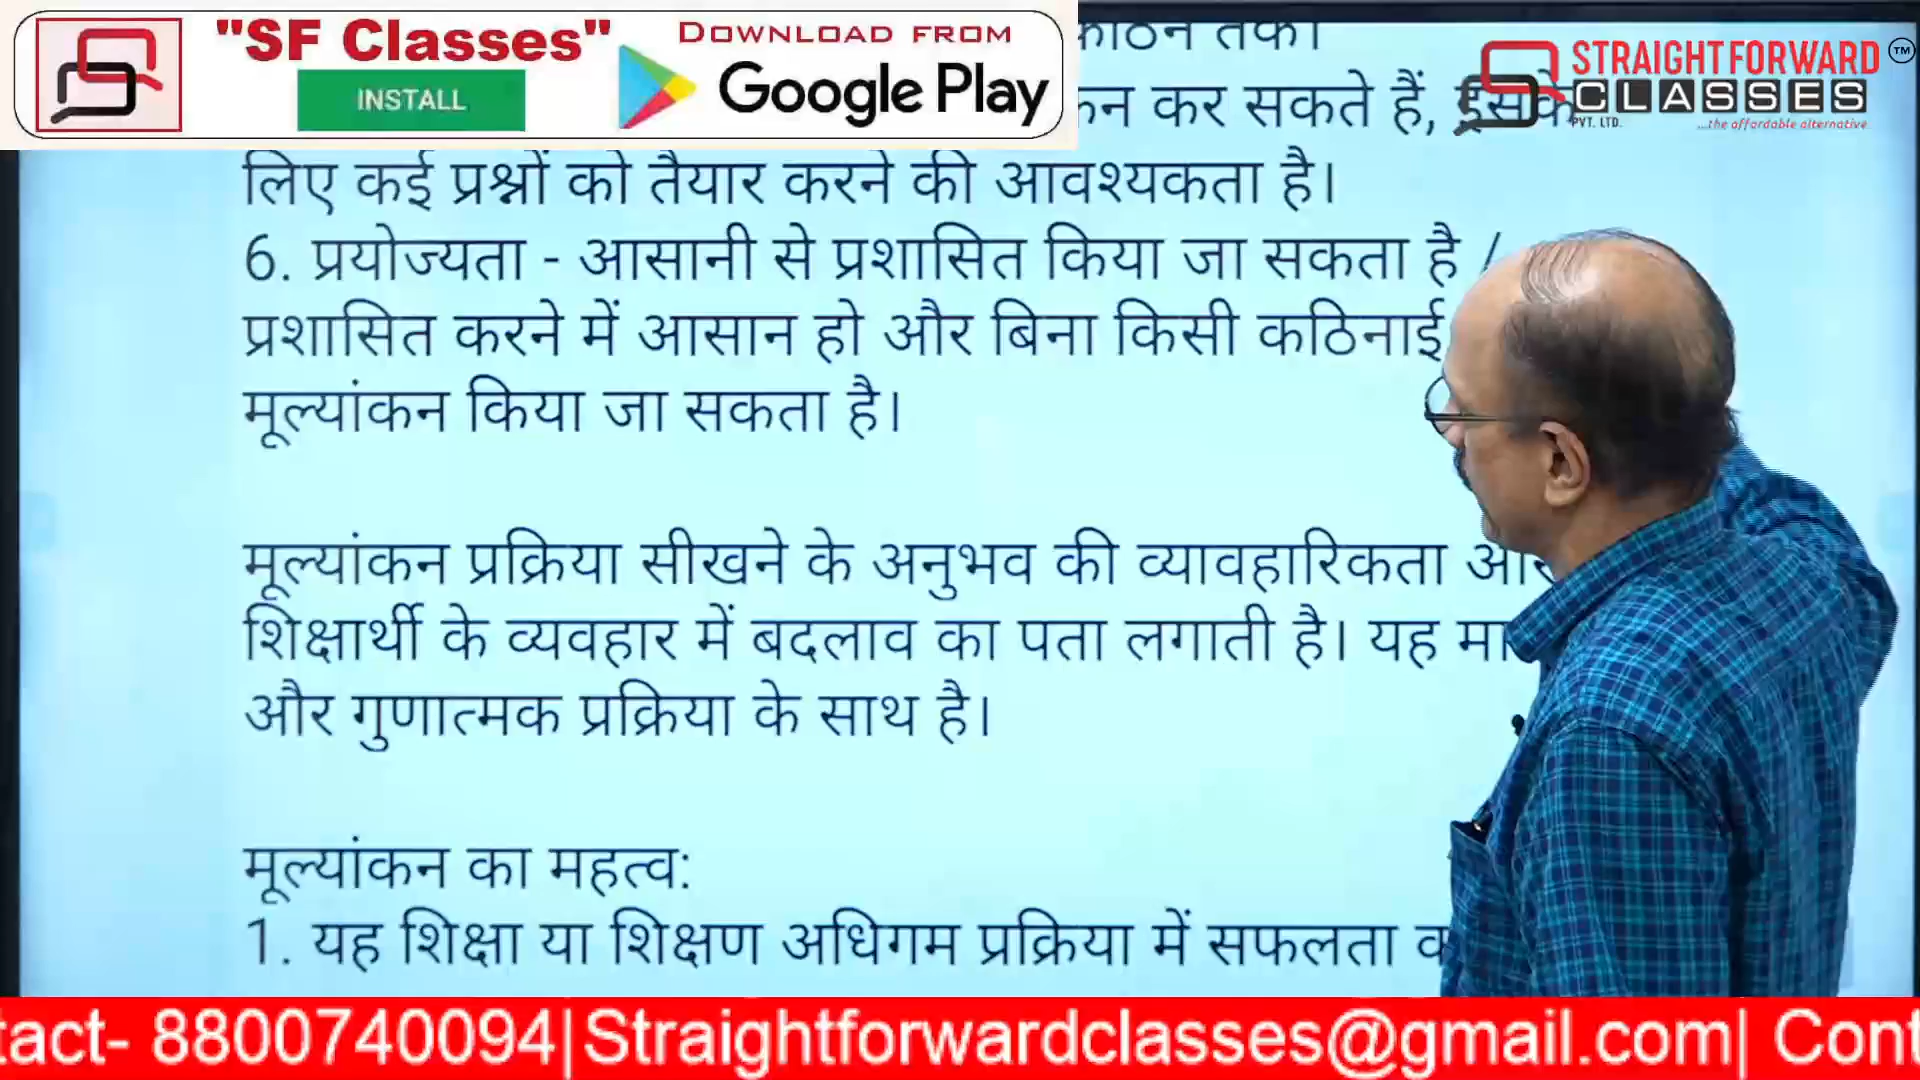 "SF Classes"
INSTALL
DOWNLOAD FROM
Google Play
STRAIGHTFORWARD™
CLASSES
PVT. LTD.
...the affordable alternative
कर सकते हैं, इसके
लिए कई प्रश्नों को तैयार करने की आवश्यकता है।
6. प्रयोज्यता - आसानी से प्रशासित किया जा सकता है /
प्रशासित करने में आसान हो और बिना किसी कठिनाई
मूल्यांकन किया जा सकता है।
मूल्यांकन प्रक्रिया सीखने के अनुभव की व्यावहारिकता
शिक्षार्थी के व्यवहार में बदलाव का पता लगाती है। यह
और गुणात्मक प्रक्रिया के साथ है।
मूल्यांकन का महत्व:
1. यह शिक्षा या शिक्षण अधिगम प्रक्रिया में सफलता
tact- 8800740094|Straightforwardclasses@gmail.com| Cont